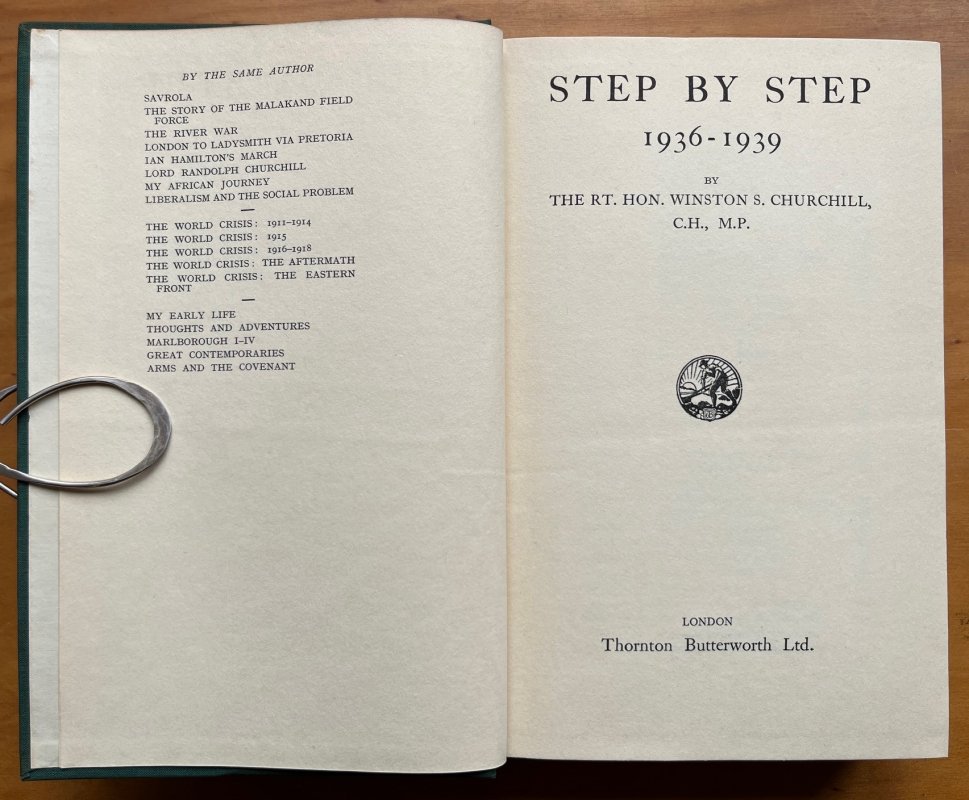 BY THE SAME AUTHOR
SAVROLA
THE STORY OF THE MALAKAND FIELD
FORCE
THE RIVER WAR
LONDON TO LADYSMITH VIA PRETORIA
IAN HAMILTON'S MARCH
LORD RANDOLPH CHURCHILL
MY AFRICAN JOURNEY
LIBERALISM AND THE SOCIAL PROBLEM
THE WORLD CRISIS: 1911–1914
THE WORLD CRISIS: 1915
THE WORLD CRISIS: 1916–1918
THE WORLD CRISIS: THE AFTERMATH
THE WORLD CRISIS: THE EASTERN
FRONT
MY EARLY LIFE
THOUGHTS AND ADVENTURES
MARLBOROUGH I–IV
GREAT CONTEMPORARIES
ARMS AND THE COVENANT
STEP BY STEP
1936-1939
BY
THE RT. HON. WINSTON S. CHURCHILL,
C.H., M.P.
LONDON
Thornton Butterworth Ltd.